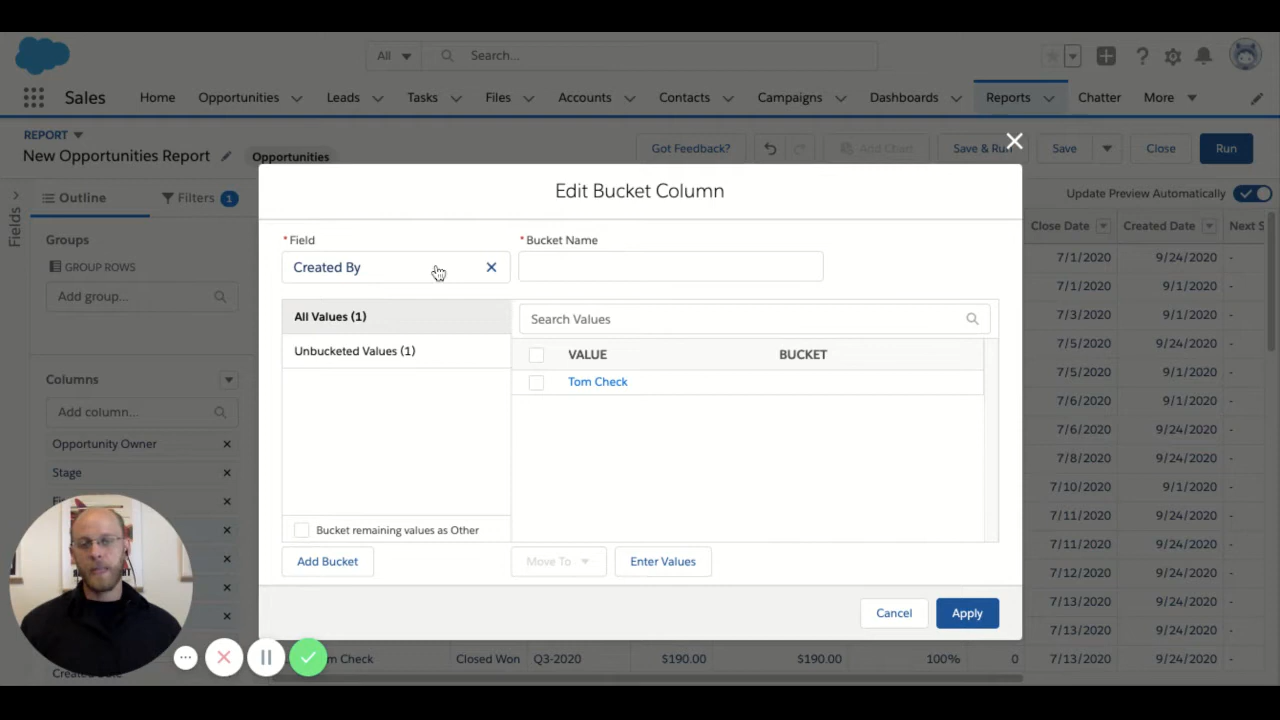 All
Search...
Sales
Home
Opportunities
Leads
Tasks
Files
Accounts
Contacts
Campaigns
Dashboards
Reports
Chatter
More
REPORT
New Opportunities Report
Opportunities
Got Feedback?
Add Chart
Save & Run
Save
Close
Run
Fields
Outline
Filters 1
Update Preview Automatically
Groups
GROUP ROWS
Add group...
Columns
Add column...
Opportunity Owner
Stage
Edit Bucket Column
* Field
* Bucket Name
Created By
All Values (1)
Unbucketed Values (1)
Search Values
VALUE
BUCKET
Tom Check
Bucket remaining values as Other
Add Bucket
Move To
Enter Values
Cancel
Apply
Close Date
Created Date
Next S
7/1/2020 9/24/2020 -
7/1/2020 9/1/2020 -
7/3/2020 9/1/2020 -
7/5/2020 9/24/2020 -
7/5/2020 9/1/2020 -
7/6/2020 9/1/2020 -
7/6/2020 9/24/2020 -
7/8/2020 9/24/2020 -
7/10/2020 9/1/2020 -
7/11/2020 9/24/2020 -
7/11/2020 9/24/2020 -
7/12/2020 9/24/2020 -
7/13/2020 9/24/2020 -
7/13/2020 9/24/2020 -
m Check Closed Won Q3-2020 $190.00 $190.00 100% 0 7/13/2020 9/24/2020 -